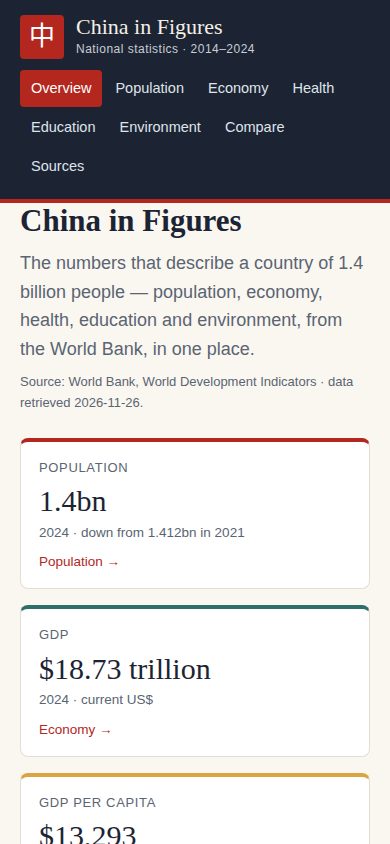 中
China in Figures
National statistics · 2014–2024
Overview Population Economy Health
Education Environment Compare
Sources
China in Figures
The numbers that describe a country of 1.4
billion people — population, economy,
health, education and environment, from
the World Bank, in one place.
Source: World Bank, World Development Indicators · data
retrieved 2026-11-26.
POPULATION
1.4bn
2024 · down from 1.412bn in 2021
Population →
GDP
$18.73 trillion
2024 · current US$
Economy →
GDP PER CAPITA
$13,293